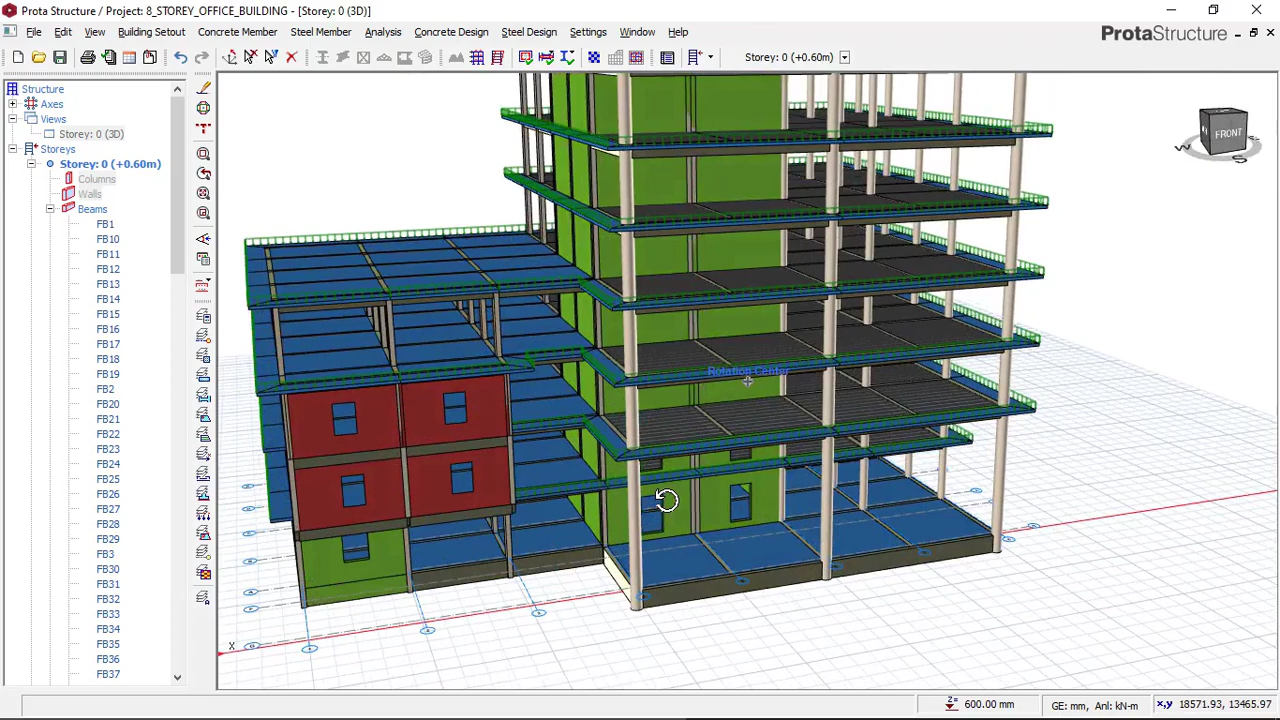 Prota Structure / Project: 8_STOREY_OFFICE_BUILDING - [Storey: 0 (3D)]
File Edit View Building Setout Concrete Member Steel Member Analysis Concrete Design Steel Design Settings Window Help
ProtaStructure
Storey: 0 (+0.60m)
Structure
Axes
Views
Storey: 0 (3D)
Storeys
Storey: 0 (+0.60m)
Columns
Walls
Beams
FB1
FB10
FB11
FB12
FB13
FB14
FB15
FB16
FB17
FB18
FB19
FB2
FB20
FB21
FB22
FB23
FB24
FB25
FB26
FB27
FB28
FB29
FB3
FB30
FB31
FB32
FB33
FB34
FB35
FB36
FB37
FRONT
Rotation Center
X
Z= 600.00 mm
GE: mm, Anl: kN-m
x,y 18571.93, 13465.97